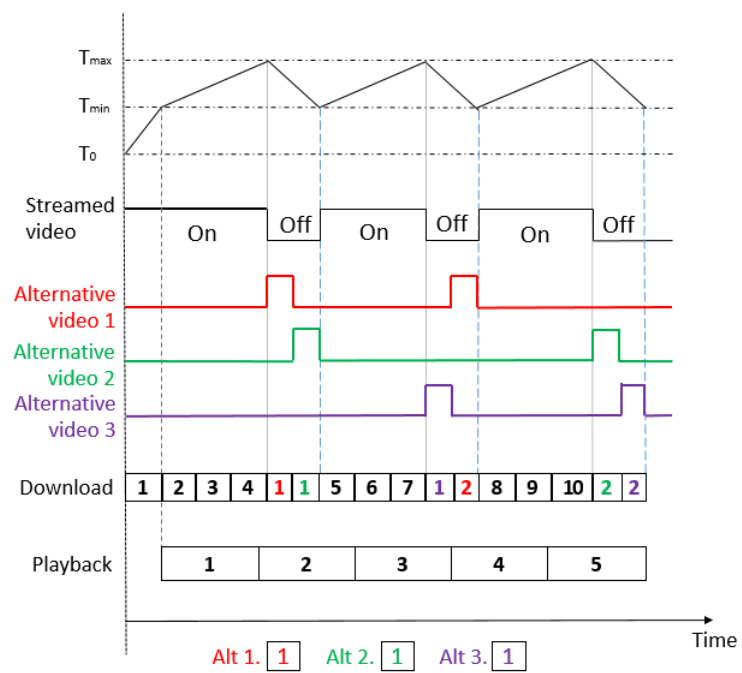 Tmax
Tmin
T0
Streamed
video
On
Off
On
Off
On
Off
Alternative
video 1
Alternative
video 2
Alternative
video 3
Download
1 2 3 4 1 1 5 6 7 1 2 8 9 10 2 2
Playback
1 2 3 4 5
Time
Alt 1. 1 Alt 2. 1 Alt 3. 1